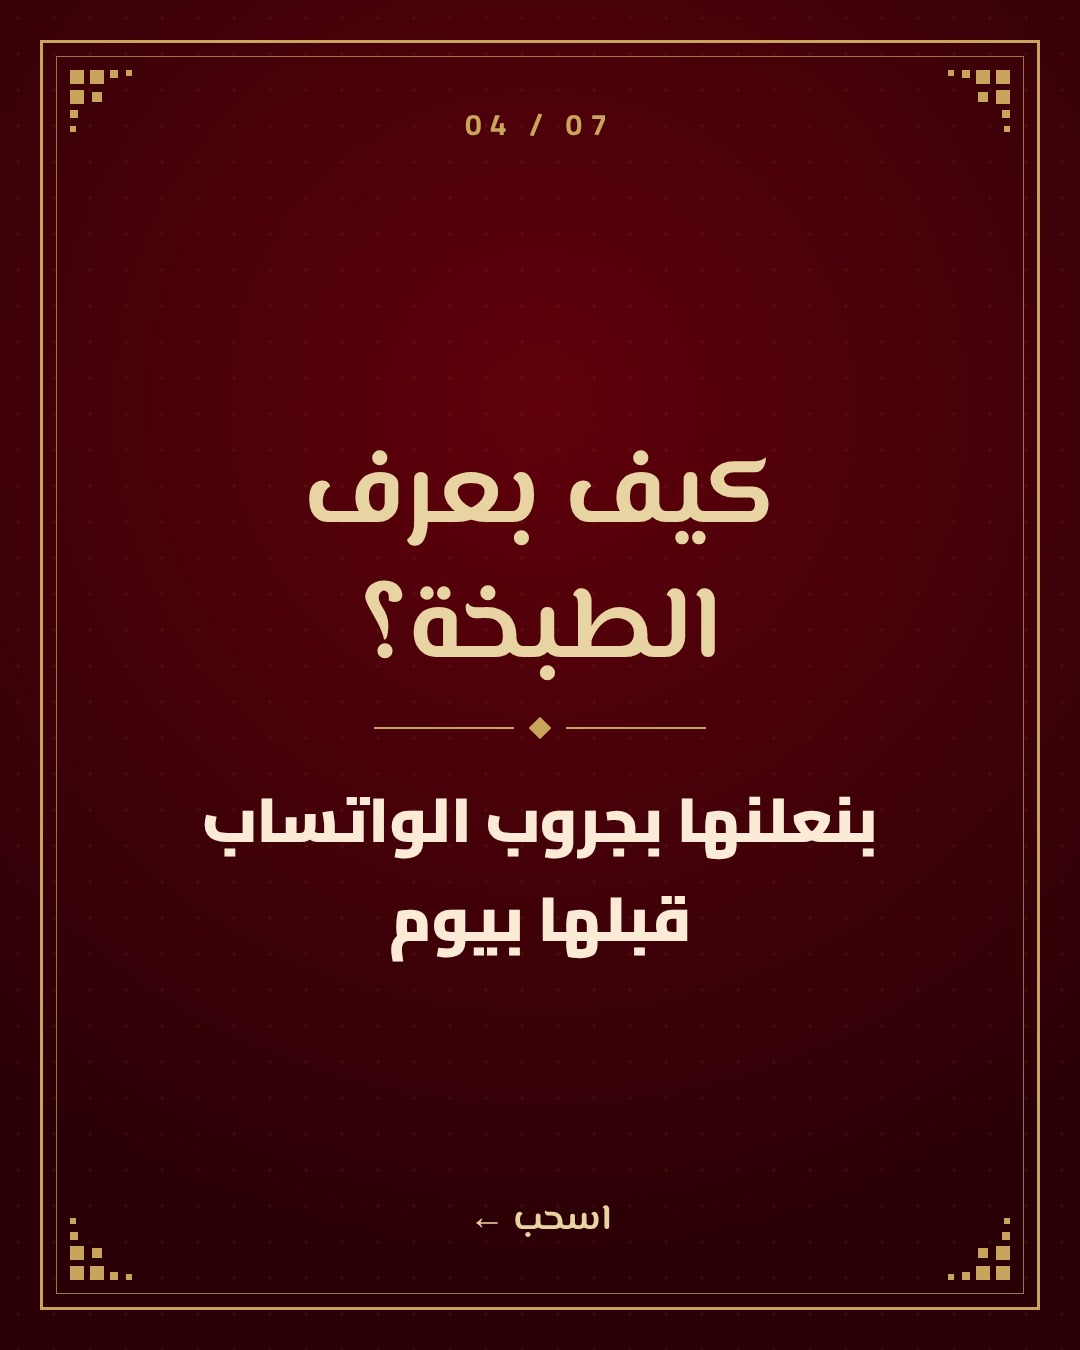 04 / 07
كيف بعرف
الطبخة؟
بنعلنها بجروب الواتساب
قبلها بيوم
اسحب ←